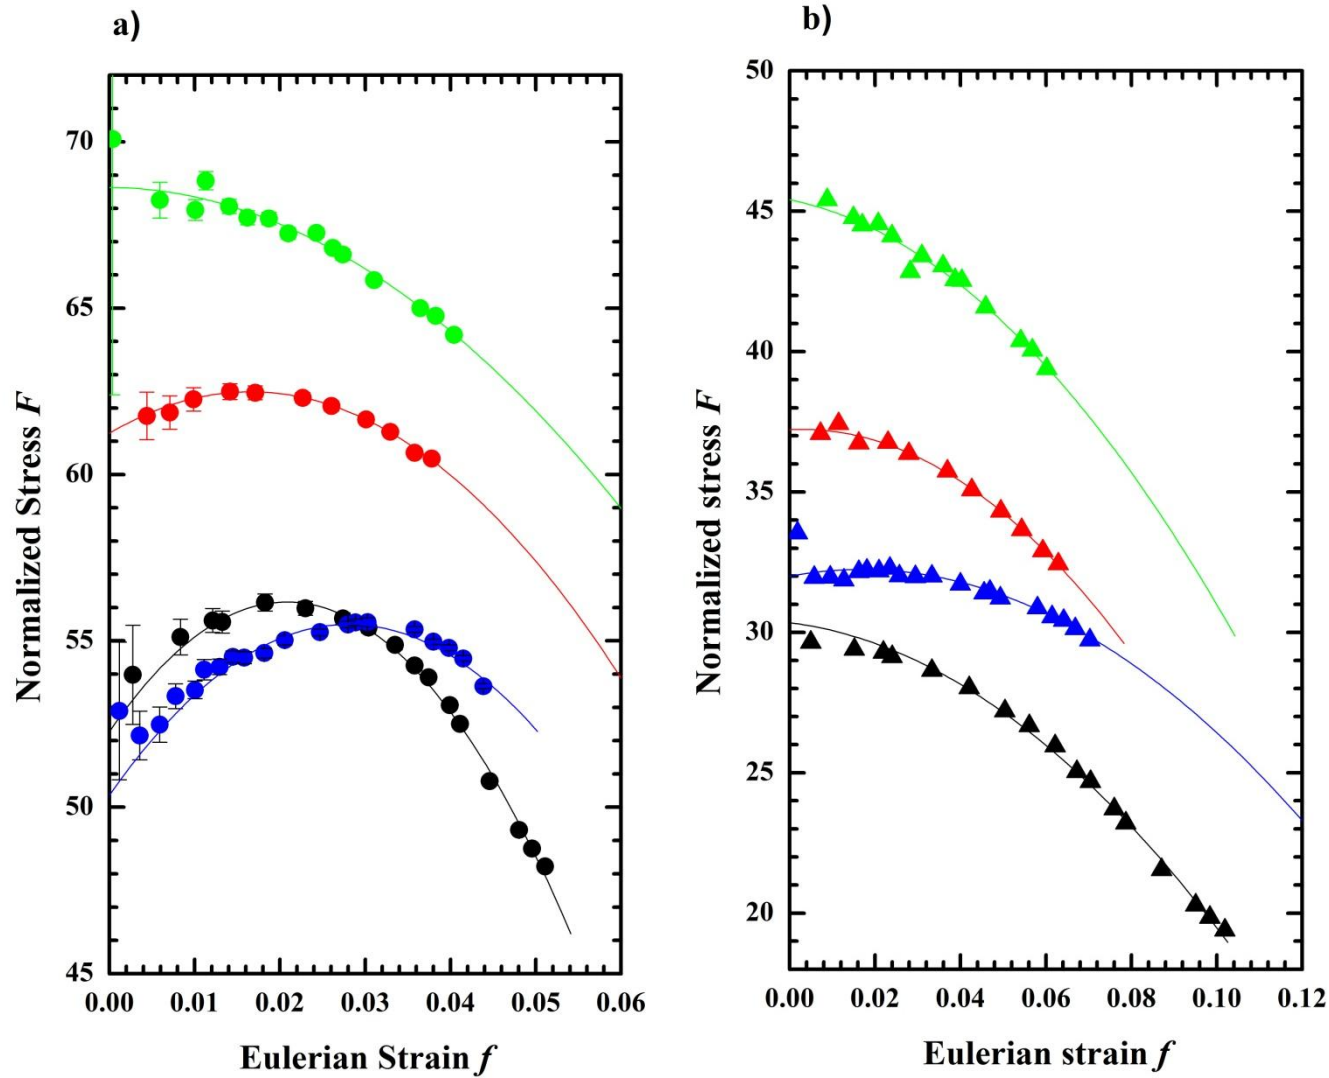 a)
Normalized Stress F
70
65
60
55
50
45
0.00 0.01 0.02 0.03 0.04 0.05 0.06
Eulerian Strain f
b)
Normalized stress F
50
45
40
35
30
25
20
0.00 0.02 0.04 0.06 0.08 0.10 0.12
Eulerian strain f